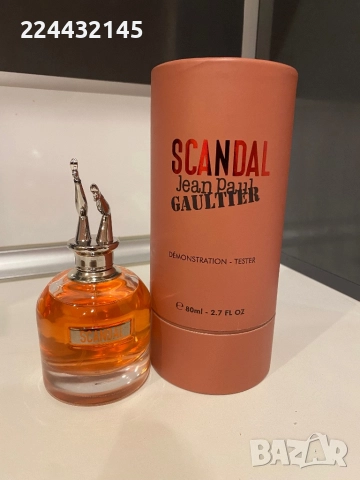 224432145
SCANDAL
Jean Paul
GAULTIER
DÉMONSTRATION - TESTER
℮ 80ml - 2.7 FL OZ
SCANDAL
BAZAR